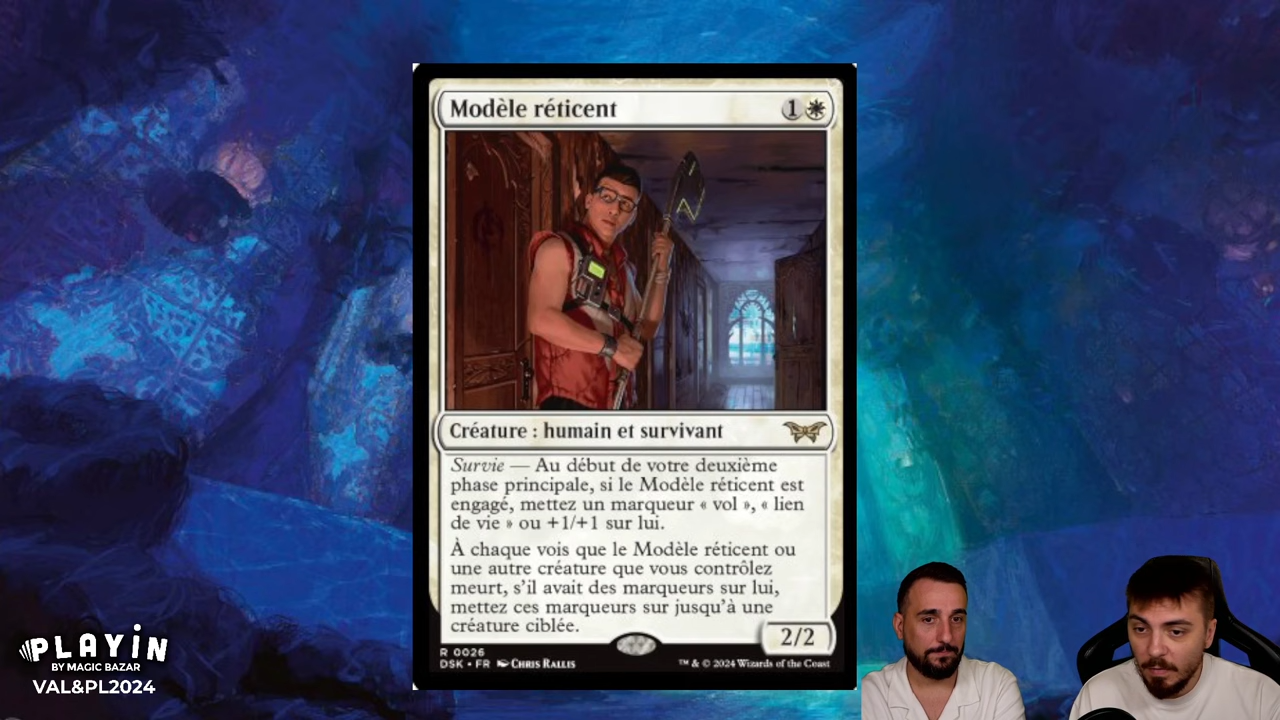 Modèle réticent 1
Créature : humain et survivant
Survie — Au début de votre deuxième
phase principale, si le Modèle réticent est
engagé, mettez un marqueur « vol », « lien
de vie » ou +1/+1 sur lui.
À chaque vois que le Modèle réticent ou
une autre créature que vous contrôlez
meurt, s'il avait des marqueurs sur lui,
mettez ces marqueurs sur jusqu'à une
créature ciblée.
2/2
R 0026
DSK • FR Chris Rallis
™ & © 2024 Wizards of the Coast
PLAYIN
BY MAGIC BAZAR
VAL&PL2024